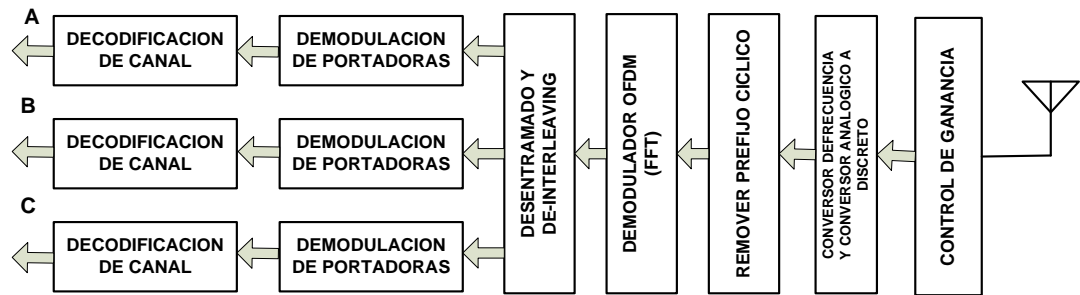 A
DECODIFICACION
DE CANAL
DEMODULACION
DE PORTADORAS
B
DECODIFICACION
DE CANAL
DEMODULACION
DE PORTADORAS
C
DECODIFICACION
DE CANAL
DEMODULACION
DE PORTADORAS
DESENTRAMADO Y
DE-INTERLEAVING
DEMODULADOR OFDM
(FFT)
REMOVER PREFIJO CICLICO
CONVERSOR DEFRECUENCIA
Y CONVERSOR ANALOGICO A
DISCRETO
CONTROL DE GANANCIA